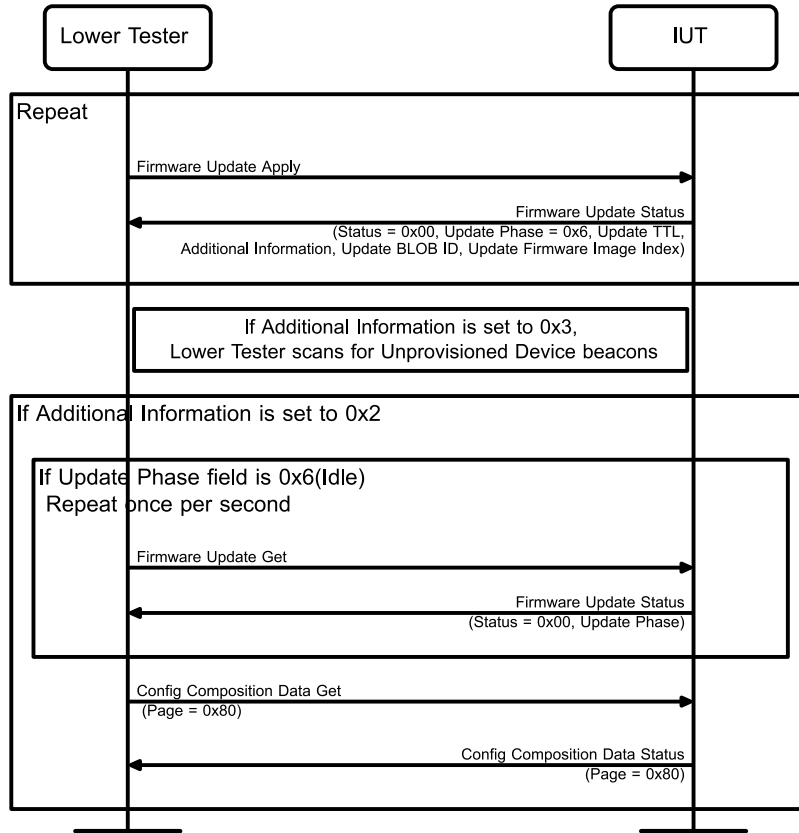 Lower Tester
IUT
Repeat
Firmware Update Apply
Firmware Update Status
(Status = 0x00, Update Phase = 0x6, Update TTL,
Additional Information, Update BLOB ID, Update Firmware Image Index)
If Additional Information is set to 0x3,
Lower Tester scans for Unprovisioned Device beacons
If Additional Information is set to 0x2
If Update Phase field is 0x6(Idle)
Repeat once per second
Firmware Update Get
Firmware Update Status
(Status = 0x00, Update Phase)
Config Composition Data Get
(Page = 0x80)
Config Composition Data Status
(Page = 0x80)